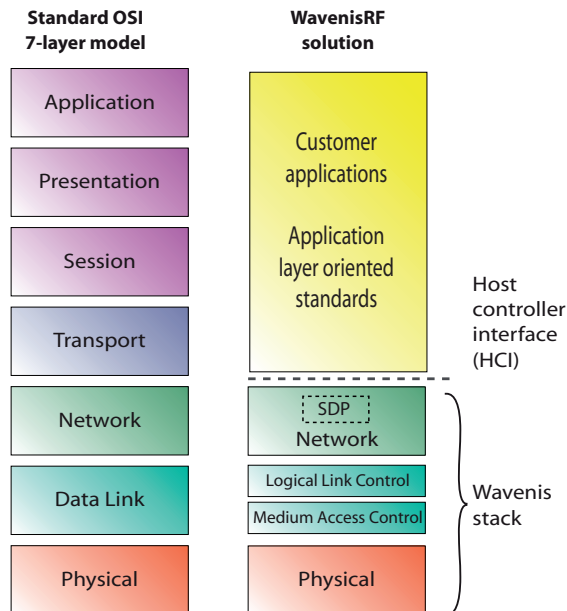 Standard OSI
7-layer model
Application
Presentation
Session
Transport
Network
Data Link
Physical
WavenisRF
solution
Customer
applications
Application
layer oriented
standards
Host
controller
interface
(HCI)
SDP
Network
Logical Link Control
Medium Access Control
Physical
Wavenis
stack